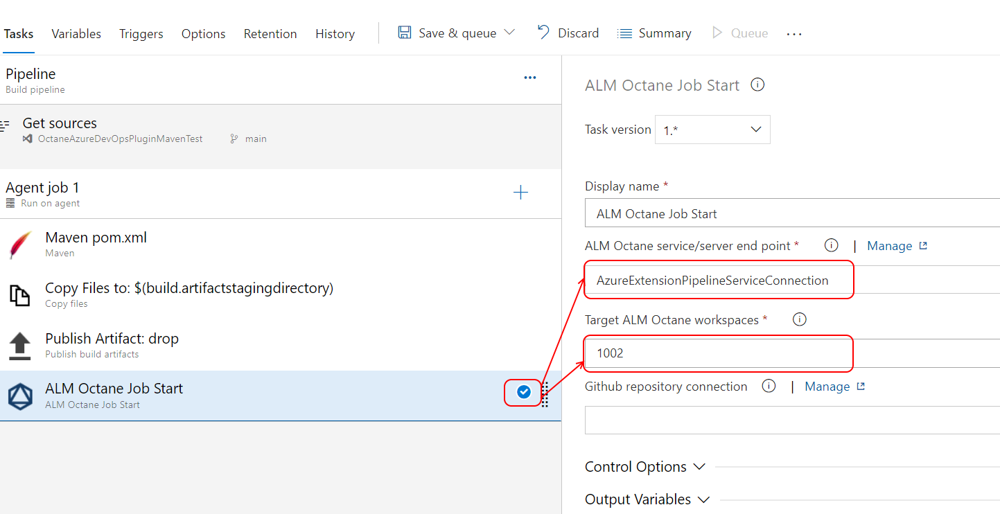 Tasks Variables Triggers Options Retention History Save & queue Discard Summary Queue ...
Pipeline
Build pipeline
Get sources
OctaneAzureDevOpsPluginMavenTest main
Agent job 1
Run on agent
Maven pom.xml
Maven
Copy Files to: $(build.artifactstagingdirectory)
Copy files
Publish Artifact: drop
Publish build artifacts
ALM Octane Job Start
ALM Octane Job Start
ALM Octane Job Start
Task version 1.*
Display name *
ALM Octane Job Start
ALM Octane service/server end point * | Manage
AzureExtensionPipelineServiceConnection
Target ALM Octane workspaces *
1002
Github repository connection | Manage
Control Options
Output Variables